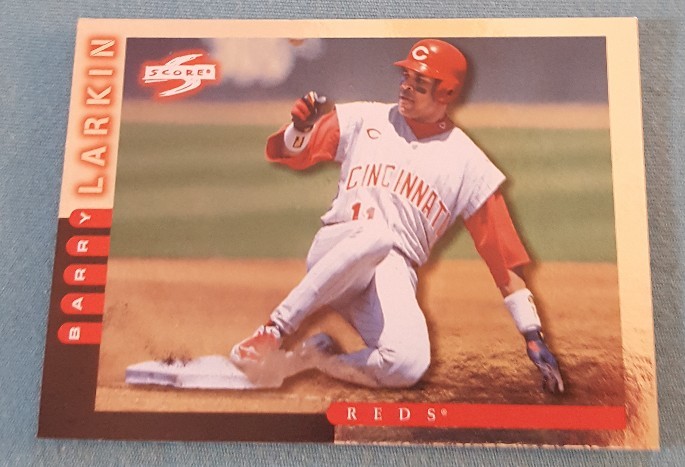 BARRY LARKIN
SCORE®
C
C
CINCINNATI
11
REDS®